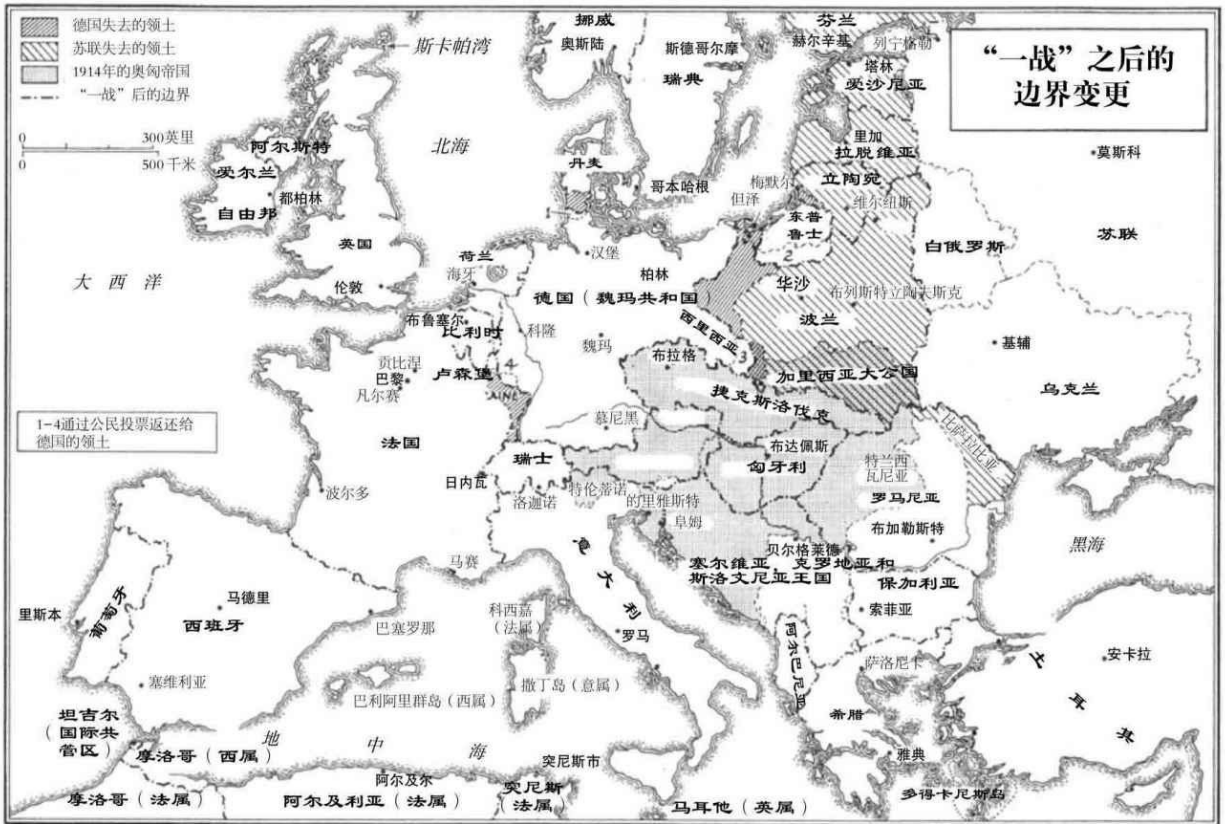 德国失去的领土
苏联失去的领土
1914年的奥匈帝国
“一战”后的边界
0 300英里
0 500千米
“一战”之后的
边界变更
挪威
奥斯陆
斯卡帕湾
斯德哥尔摩
瑞典
芬兰
赫尔辛基
列宁格勒
塔林
爱沙尼亚
里加
拉脱维亚
莫斯科
北海
阿尔斯特
爱尔兰
都柏林
自由邦
丹麦
哥本哈根
梅默尔
但泽
立陶宛
维尔纽斯
东普
鲁士
2
白俄罗斯
苏联
英国
伦敦
大西洋
荷兰
海牙
汉堡
柏林
德国（魏玛共和国）
华沙
布列斯特立陶夫斯克
波兰
布鲁塞尔
比利时
科隆
魏玛
西里西亚
3
布拉格
加里西亚大公国
基辅
乌克兰
贡比涅
巴黎
凡尔赛
卢森堡
4
捷克斯洛伐克
1-4通过公民投票返还给
德国的领土
法国
慕尼黑
布达佩斯
匈牙利
特兰西
瓦尼亚
比萨拉比亚
瑞士
日内瓦
洛迦诺
特伦蒂诺
的里雅斯特
阜姆
罗马尼亚
布加勒斯特
波尔多
马赛
意大利
贝尔格莱德
塞尔维亚，克罗地亚和
斯洛文尼亚王国
保加利亚
索菲亚
黑海
里斯本
葡萄牙
马德里
西班牙
巴塞罗那
科西嘉
（法属）
罗马
阿尔巴尼亚
萨洛尼卡
土耳其
安卡拉
塞维利亚
巴利阿里群岛（西属）
撒丁岛（意属）
希腊
雅典
坦吉尔
（国际共
营区）
摩洛哥（西属）
地中海
突尼斯市
阿尔及尔
摩洛哥（法属）
阿尔及利亚（法属）
突尼斯
（法属）
马耳他（英属）
多得卡尼斯岛